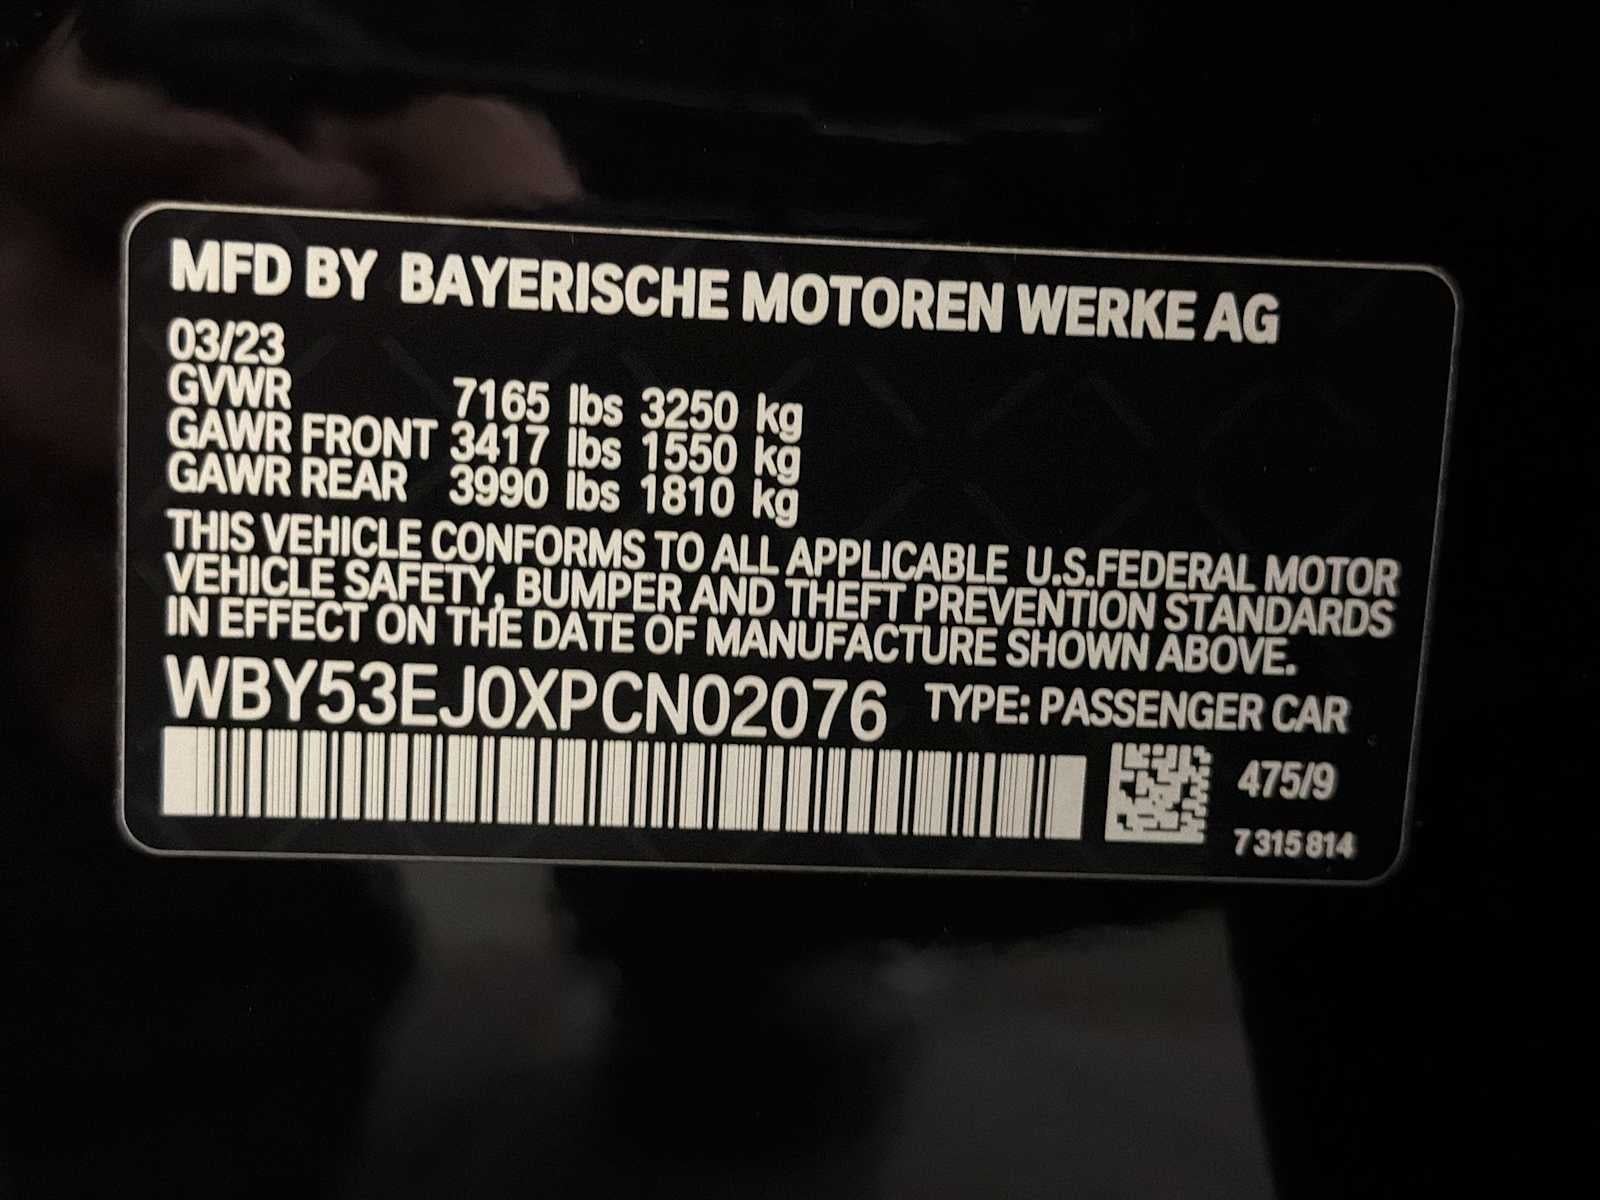 MFD BY BAYERISCHE MOTOREN WERKE AG
03/23
GVWR 7165 lbs 3250 kg
GAWR FRONT 3417 lbs 1550 kg
GAWR REAR 3990 lbs 1810 kg
THIS VEHICLE CONFORMS TO ALL APPLICABLE U.S.FEDERAL MOTOR
VEHICLE SAFETY, BUMPER AND THEFT PREVENTION STANDARDS
IN EFFECT ON THE DATE OF MANUFACTURE SHOWN ABOVE.
WBY53EJ0XPCN02076 TYPE: PASSENGER CAR
475/9
7 315 814